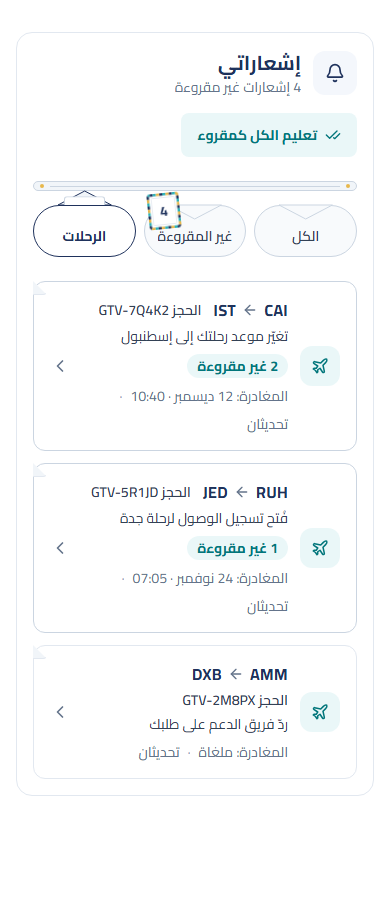 إشعاراتي
4 إشعارات غير مقروءة
تعليم الكل كمقروء
الكل
غير المقروءة
4
الرحلات
CAI ← IST الحجز GTV-7Q4K2
تغيّر موعد رحلتك إلى إسطنبول
2 غير مقروءة
المغادرة: 12 ديسمبر · 10:40 ·
تحديثان
RUH ← JED الحجز GTV-5R1JD
فُتح تسجيل الوصول لرحلة جدة
1 غير مقروءة
المغادرة: 24 نوفمبر · 07:05 ·
تحديثان
AMM ← DXB
الحجز GTV-2M8PX
ردّ فريق الدعم على طلبك
المغادرة: ملغاة · تحديثان